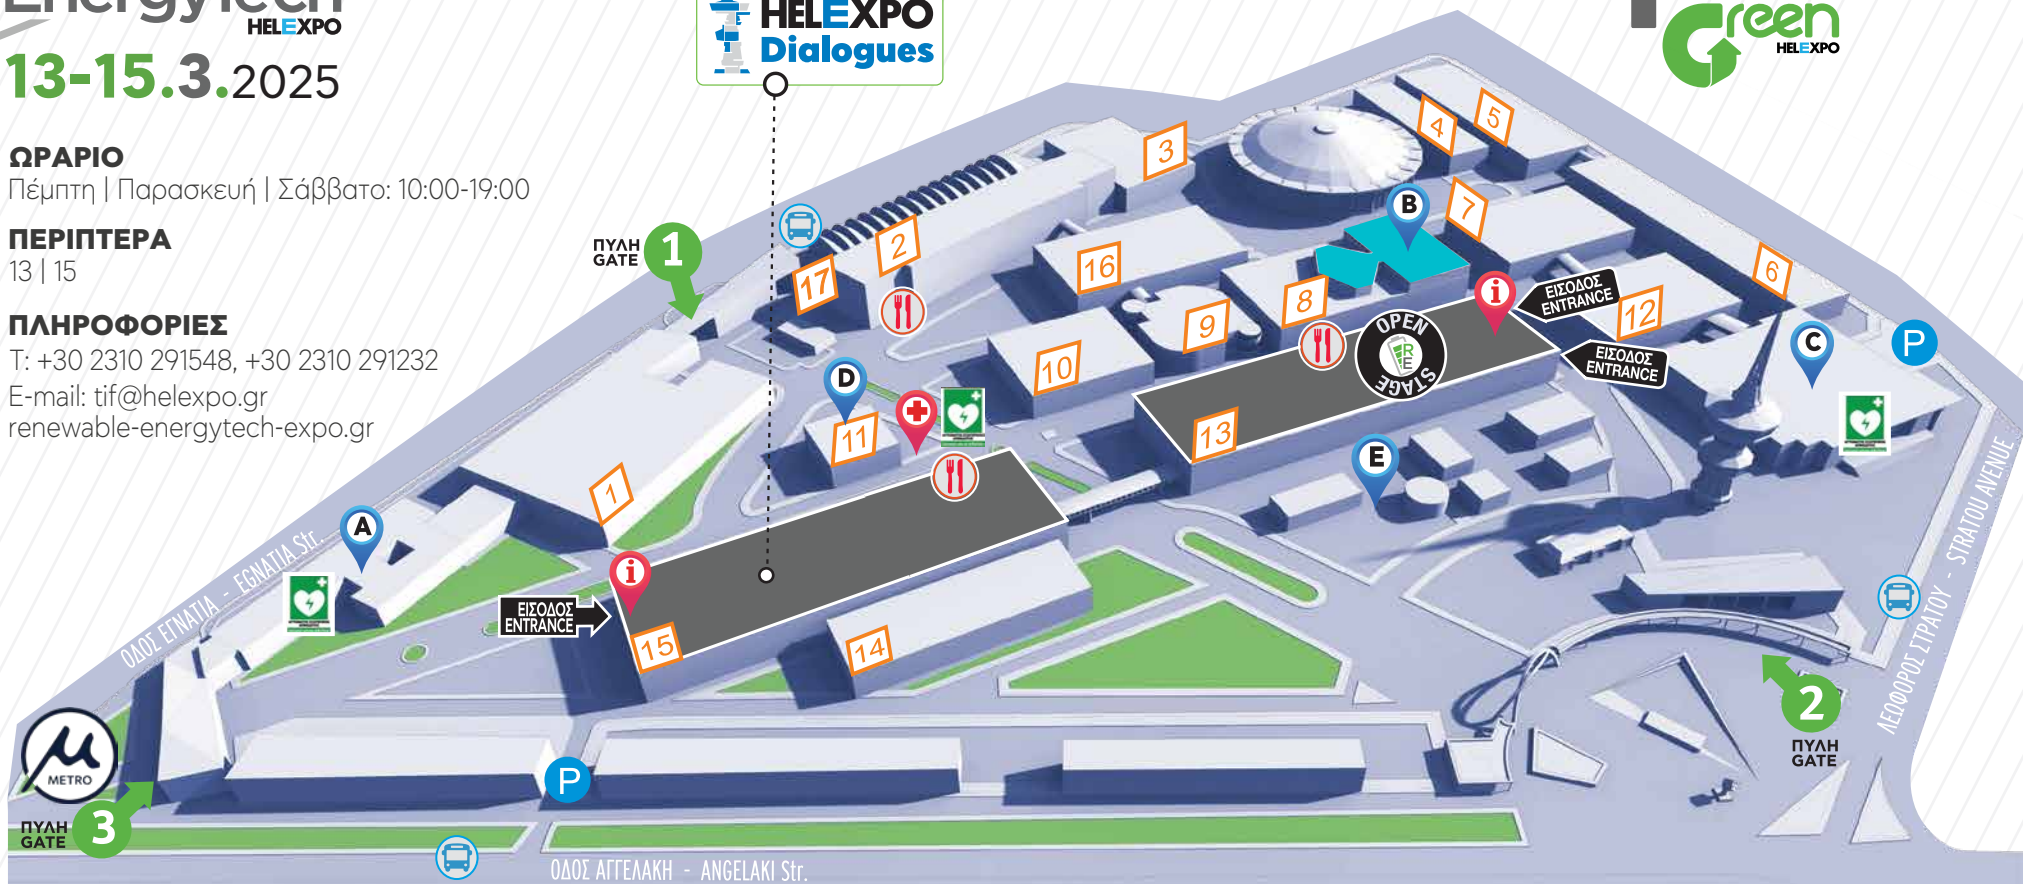 Energytech
HELEXPO
13-15.3.2025
ΩΡΑΡΙΟ
Πέμπτη | Παρασκευή | Σάββατο: 10:00-19:00
ΠΕΡΙΠΤΕΡΑ
13 | 15
ΠΛΗΡΟΦΟΡΙΕΣ
Τ: +30 2310 291548, +30 2310 291232
E-mail: tif@helexpo.gr
renewable-energytech-expo.gr
HELEXPO
Dialogues
Green
HELEXPO
ΠΥΛΗ
GATE
1
17
2
3
4
5
B
7
16
8
9
10
i
ΕΙΣΟΔΟΣ
ENTRANCE
12
6
C
P
OPEN
RE
STAGE
ΕΙΣΟΔΟΣ
ENTRANCE
D
11
13
E
1
A
i
ΕΙΣΟΔΟΣ
ENTRANCE
15
14
ΟΔΟΣ ΕΓΝΑΤΙΑ - EGNATIA Str.
ΛΕΩΦΟΡΟΣ ΣΤΡΑΤΟΥ - STRATOU AVENUE
2
ΠΥΛΗ
GATE
METRO
ΠΥΛΗ
GATE
3
P
ΟΔΟΣ ΑΓΓΕΛΑΚΗ - ANGELAKI Str.